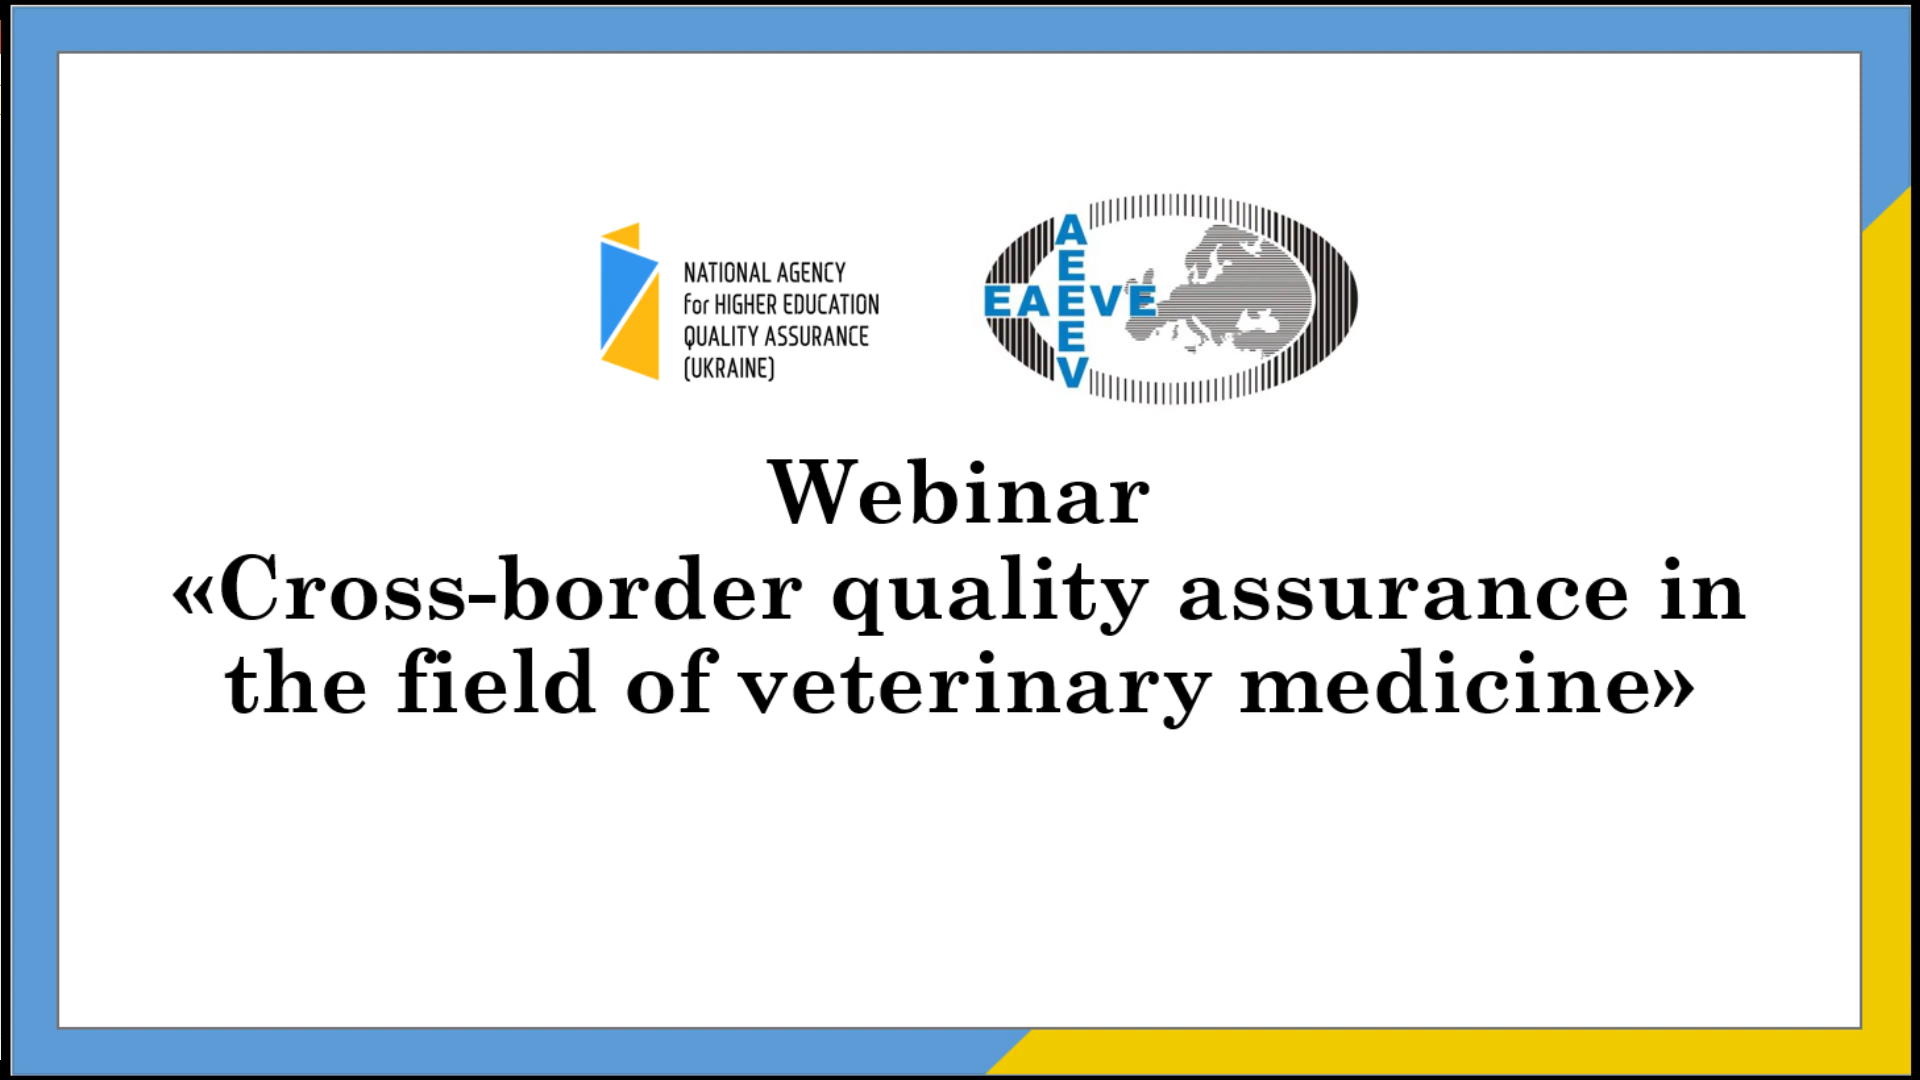 NATIONAL AGENCY
for HIGHER EDUCATION
QUALITY ASSURANCE
(UKRAINE)
EAEVE
AEEEV
Webinar
«Cross-border quality assurance in
the field of veterinary medicine»